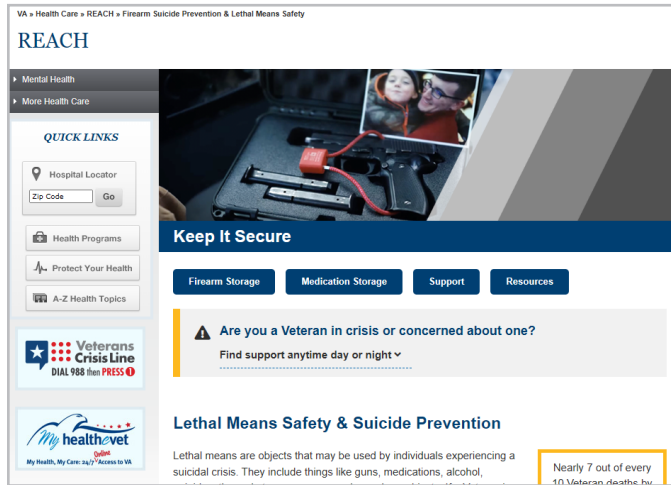 VA » Health Care » REACH » Firearm Suicide Prevention & Lethal Means Safety
REACH
Mental Health
More Health Care
QUICK LINKS
Hospital Locator
Zip Code
Go
Health Programs
Protect Your Health
A-Z Health Topics
Veterans
Crisis Line
DIAL 988 then PRESS 1
My healthevet
My Health, My Care: 24/7 Online Access to VA
Keep It Secure
Firearm Storage
Medication Storage
Support
Resources
Are you a Veteran in crisis or concerned about one?
Find support anytime day or night
Lethal Means Safety & Suicide Prevention
Lethal means are objects that may be used by individuals experiencing a
suicidal crisis. They include things like guns, medications, alcohol,
Nearly 7 out of every
10 Veteran deaths by